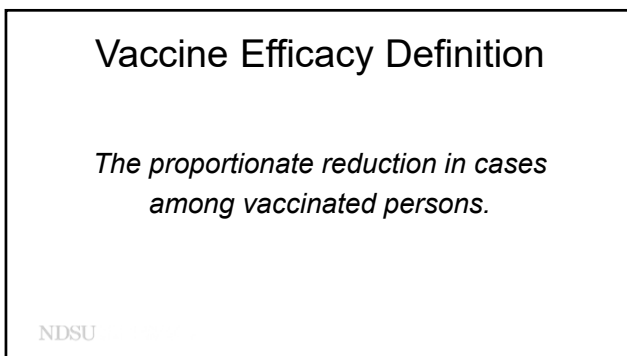 Vaccine Efficacy Definition
The proportionate reduction in cases
among vaccinated persons.
NDSU